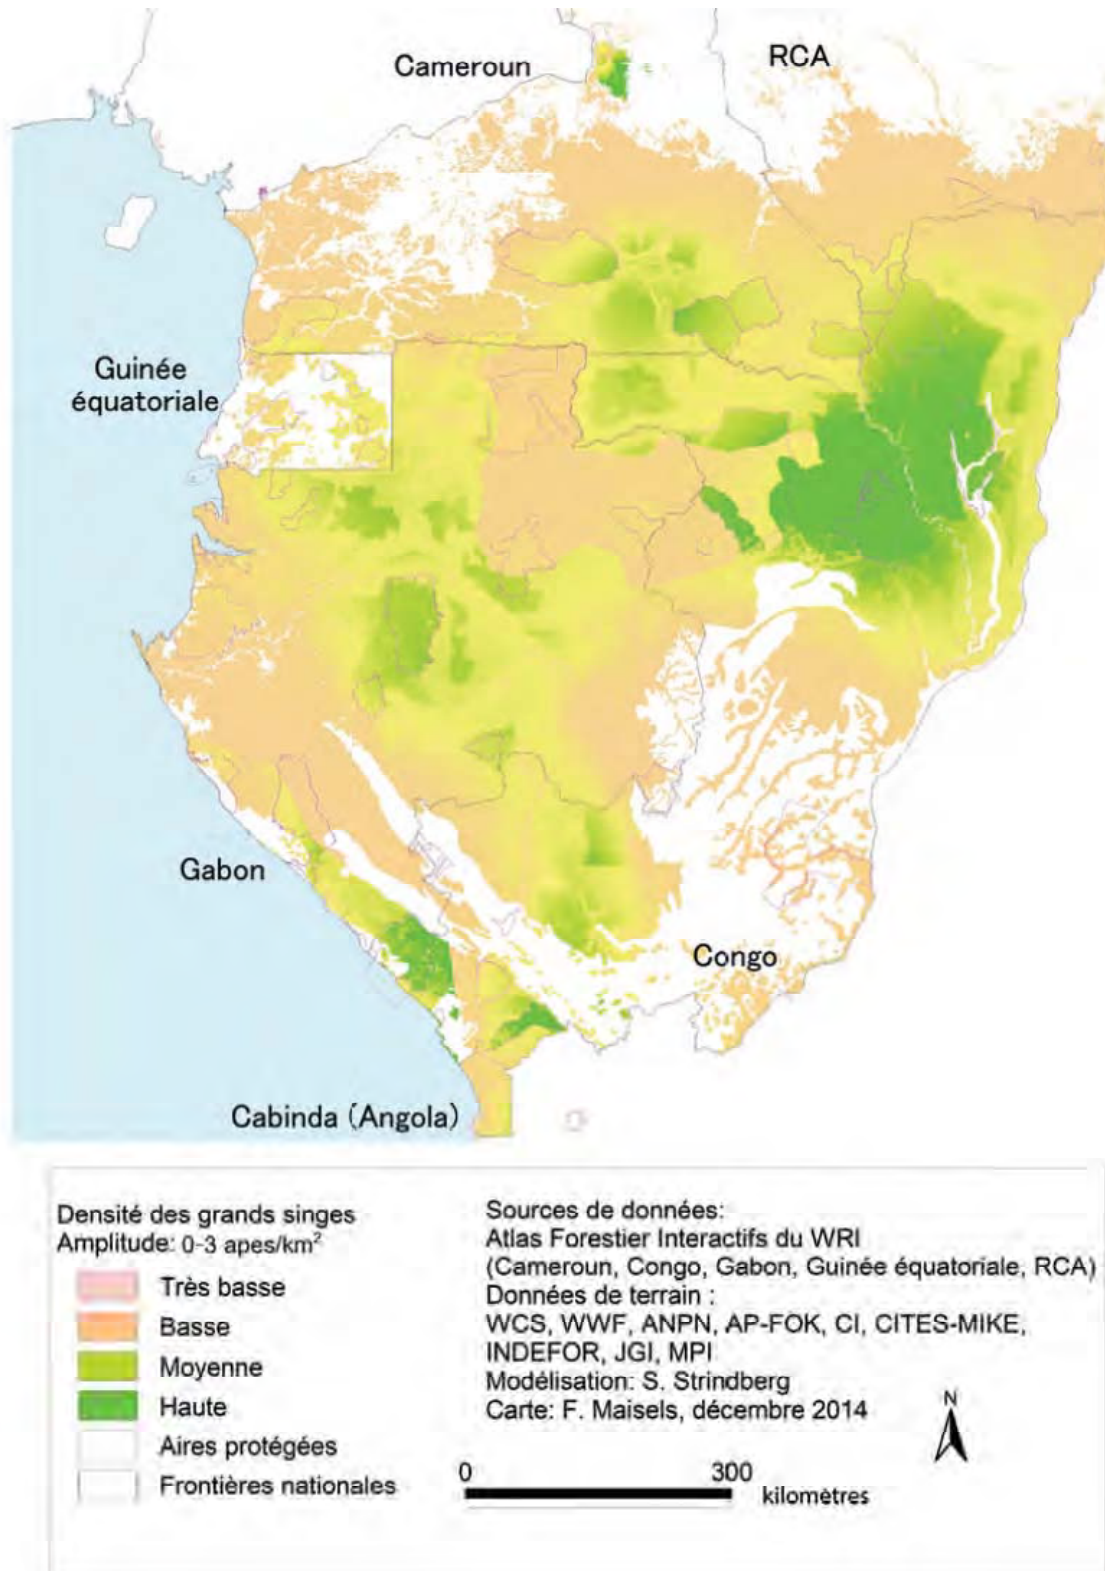 Cameroun
RCA
Guinée
équatoriale
Gabon
Congo
Cabinda (Angola)
Densité des grands singes
Amplitude: 0-3 apes/km²
Très basse
Basse
Moyenne
Haute
Aires protégées
Frontières nationales
Sources de données:
Atlas Forestier Interactifs du WRI
(Cameroun, Congo, Gabon, Guinée équatoriale, RCA)
Données de terrain :
WCS, WWF, ANPN, AP-FOK, CI, CITES-MIKE,
INDEFOR, JGI, MPI
Modélisation: S. Strindberg
Carte: F. Maisels, décembre 2014
N
0 300
kilomètres